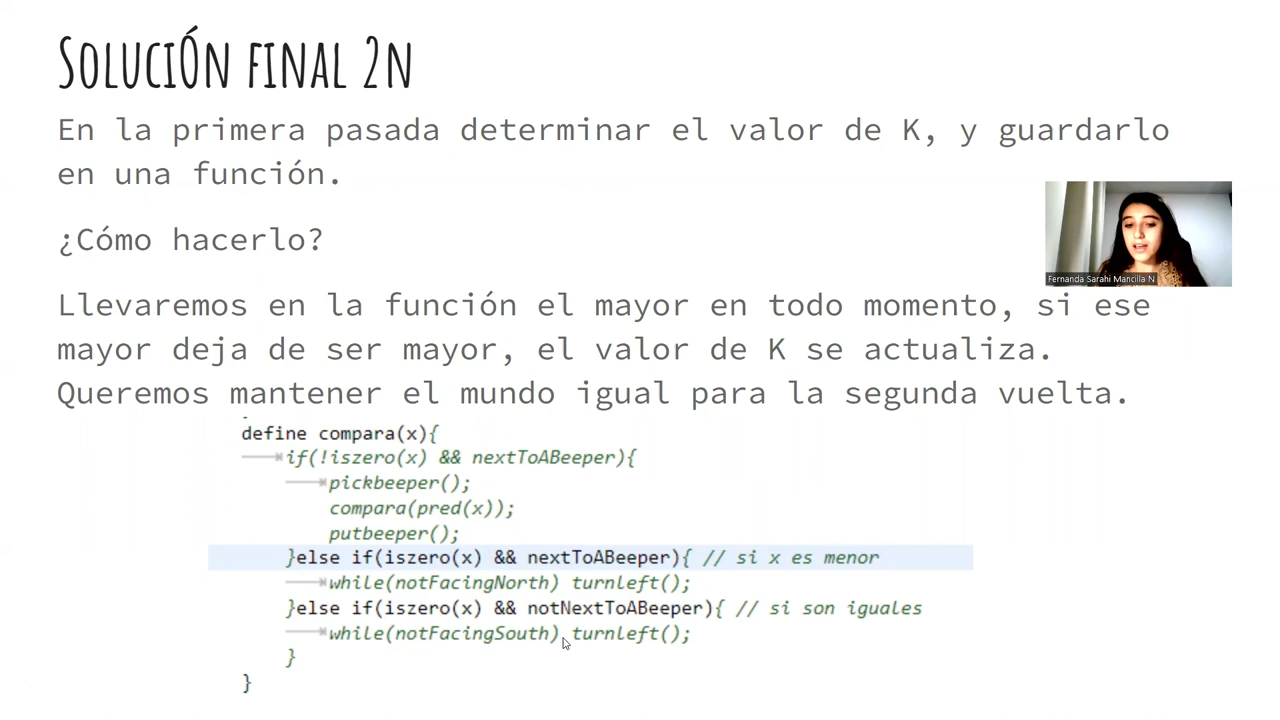 SOLUCIÓN FINAL 2N
En la primera pasada determinar el valor de K, y guardarlo
en una función.
¿Cómo hacerlo?
Fernanda Sarahi Mancilla N
Llevaremos en la función el mayor en todo momento, si ese
mayor deja de ser mayor, el valor de K se actualiza.
Queremos mantener el mundo igual para la segunda vuelta.
define compara(x){
if(!iszero(x) && nextToABeeper){
pickbeeper();
compara(pred(x));
putbeeper();
}else if(iszero(x) && nextToABeeper){ // si x es menor
while(notFacingNorth) turnleft();
}else if(iszero(x) && notNextToABeeper){ // si son iguales
while(notFacingSouth) turnleft();
}
}